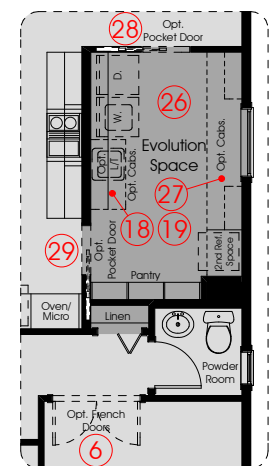 28
Opt.
Pocket Door
D.
26
W.
Evolution
Space
Opt.
L/T
Opt. Cabs.
Opt. Cabs.
27
18
19
29
Opt.
Pocket Door
2nd Ref.
Space
Pantry
Oven/
Micro
Linen
Powder
Room
Opt. French
Doors
6